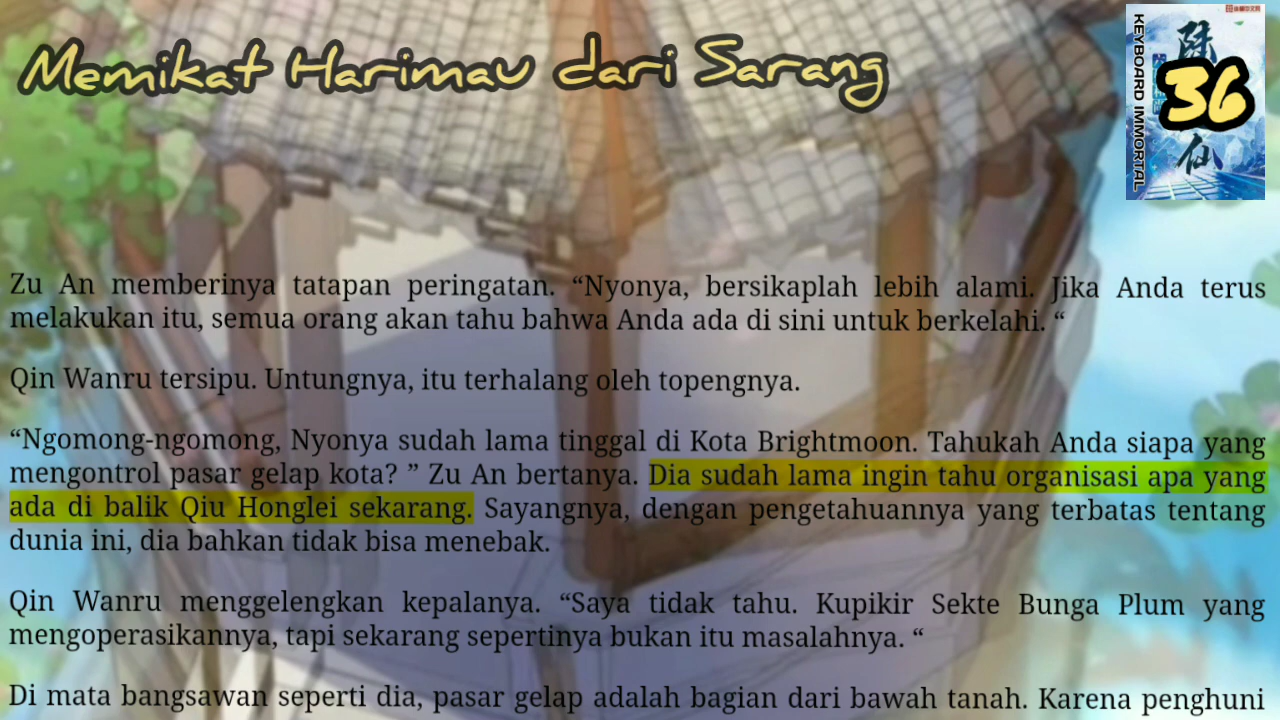 Memikat Harimau dari Sarang
KEYBOARD IMMORTAL
陸
36
仙
Zu An memberinya tatapan peringatan. “Nyonya, bersikaplah lebih alami. Jika Anda terus
melakukan itu, semua orang akan tahu bahwa Anda ada di sini untuk berkelahi. “
Qin Wanru tersipu. Untungnya, itu terhalang oleh topengnya.
“Ngomong-ngomong, Nyonya sudah lama tinggal di Kota Brightmoon. Tahukah Anda siapa yang
mengontrol pasar gelap kota? ” Zu An bertanya. Dia sudah lama ingin tahu organisasi apa yang
ada di balik Qiu Honglei sekarang. Sayangnya, dengan pengetahuannya yang terbatas tentang
dunia ini, dia bahkan tidak bisa menebak.
Qin Wanru menggelengkan kepalanya. “Saya tidak tahu. Kupikir Sekte Bunga Plum yang
mengoperasikannya, tapi sekarang sepertinya bukan itu masalahnya. “
Di mata bangsawan seperti dia, pasar gelap adalah bagian dari bawah tanah. Karena penghuni